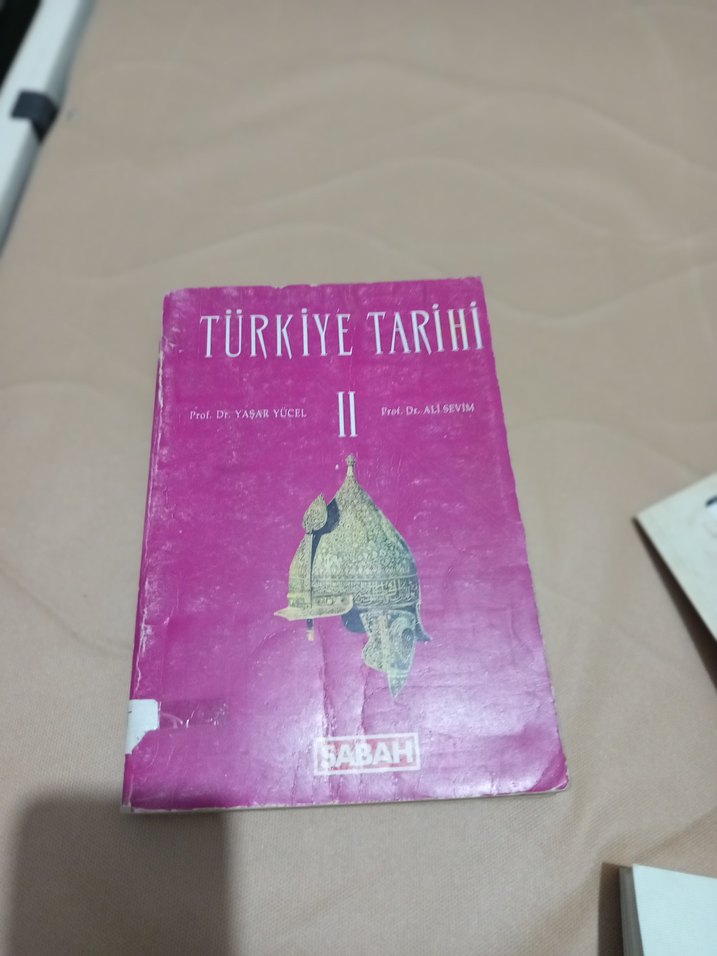 TÜRKİYE TARİHİ
II
Prof. Dr. YAŞAR YÜCEL
Prof. Dr. ALİ SEVİM
SABAH